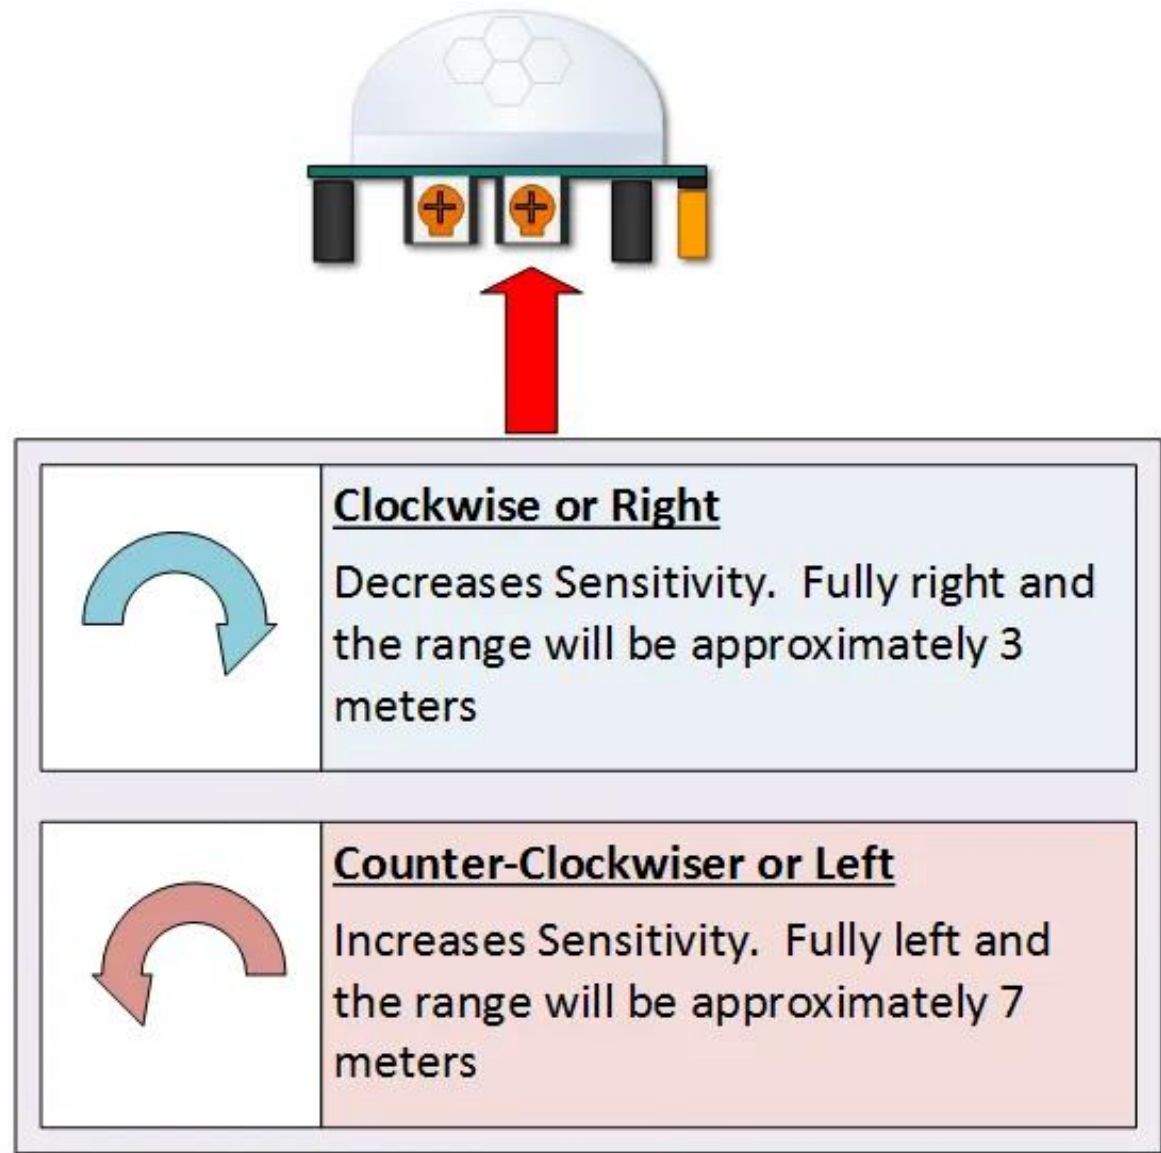 Clockwise or Right
Decreases Sensitivity.  Fully right and
the range will be approximately 3
meters
Counter-Clockwiser or Left
Increases Sensitivity.  Fully left and
the range will be approximately 7
meters